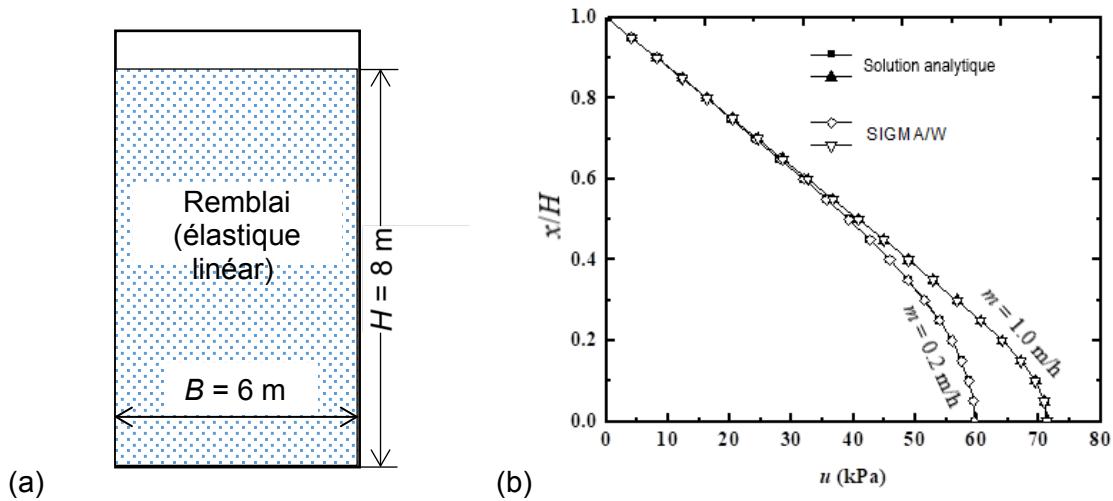 Remblai
(élastique
linéar)
H = 8 m
B = 6 m
(a)
1.0
0.8
0.6
0.4
0.2
0.0
x/H
Solution analytique
SIGMA/W
m = 1.0 m/h
m = 0.2 m/h
0 10 20 30 40 50 60 70 80
u (kPa)
(b)